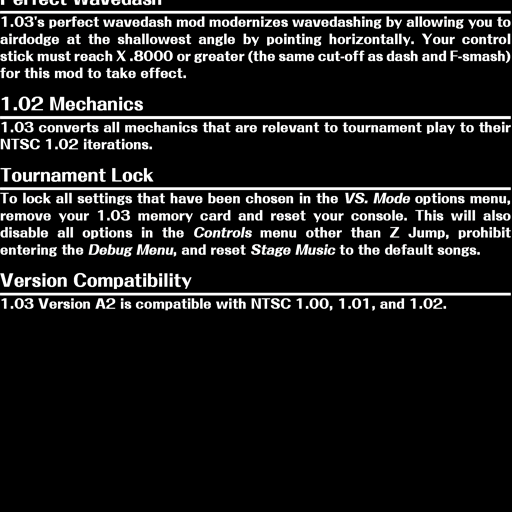 Perfect Wavedash
1.03's perfect wavedash mod modernizes wavedashing by allowing you to
airdodge at the shallowest angle by pointing horizontally. Your control
stick must reach X .8000 or greater (the same cut-off as dash and F-smash)
for this mod to take effect.
1.02 Mechanics
1.03 converts all mechanics that are relevant to tournament play to their
NTSC 1.02 iterations.
Tournament Lock
To lock all settings that have been chosen in the VS. Mode options menu,
remove your 1.03 memory card and reset your console. This will also
disable all options in the Controls menu other than Z Jump, prohibit
entering the Debug Menu, and reset Stage Music to the default songs.
Version Compatibility
1.03 Version A2 is compatible with NTSC 1.00, 1.01, and 1.02.